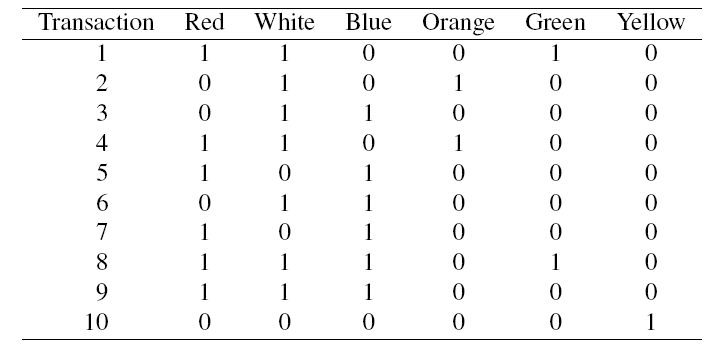 Transaction Red White Blue Orange Green Yellow
1 1 1 0 0 1 0
2 0 1 0 1 0 0
3 0 1 1 0 0 0
4 1 1 0 1 0 0
5 1 0 1 0 0 0
6 0 1 1 0 0 0
7 1 0 1 0 0 0
8 1 1 1 0 1 0
9 1 1 1 0 0 0
10 0 0 0 0 0 1